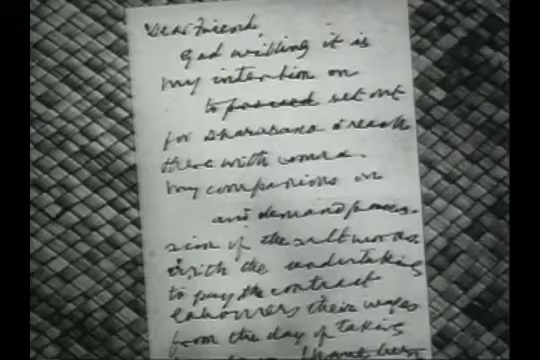 Dear Friend,
God willing it is
my intention on
to proceed set out
for Dharasana & reach
there with
my companions on
and demand posses-
sion of the salt works
with the undertaking
to pay the contract
labourers their wages
from the day of taking